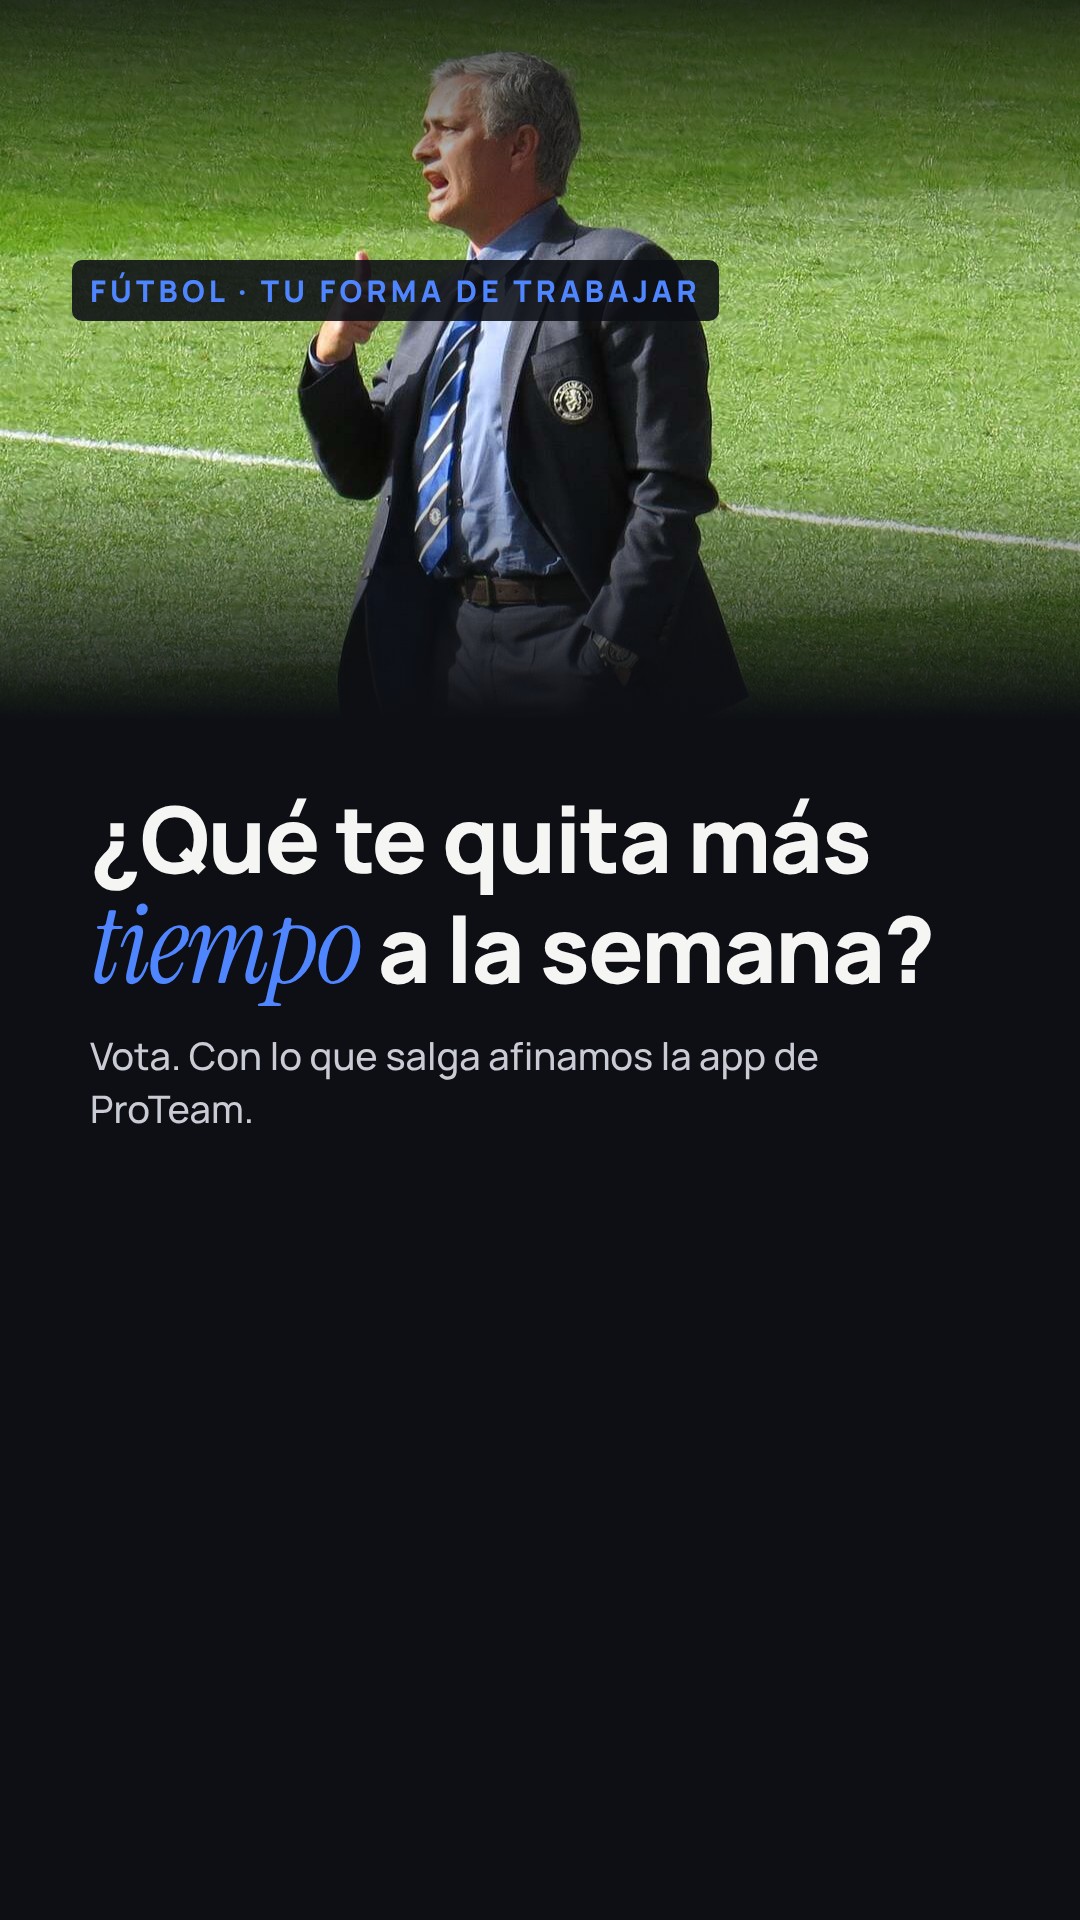 FÚTBOL · TU FORMA DE TRABAJAR
¿Qué te quita más
tiempo a la semana?
Vota. Con lo que salga afinamos la app de
ProTeam.